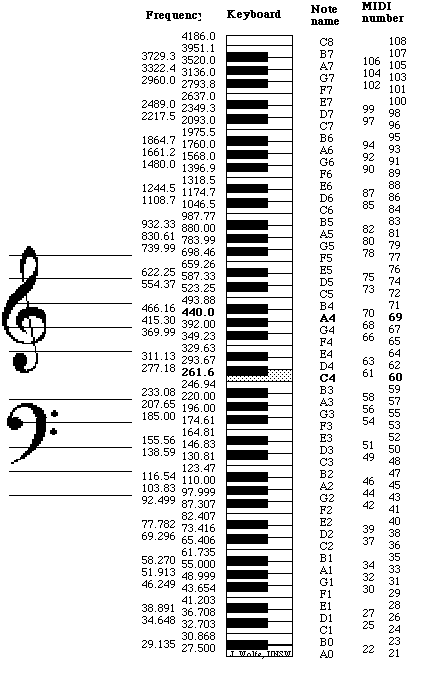 Frequency Keyboard Note name MIDI number
4186.0 C8 108
3951.1 B7 107
3729.3 106
3520.0 A7 105
3322.4 104
3136.0 G7 103
2960.0 102
2793.8 F7 101
2637.0 E7 100
2489.0 99
2349.3 D7 98
2217.5 97
2093.0 C7 96
1975.5 B6 95
1864.7 94
1760.0 A6 93
1661.2 92
1568.0 G6 91
1480.0 90
1396.9 F6 89
1318.5 E6 88
1244.5 87
1174.7 D6 86
1108.7 85
1046.5 C6 84
987.77 B5 83
932.33 82
880.00 A5 81
830.61 80
783.99 G5 79
739.99 78
698.46 F5 77
659.26 E5 76
622.25 75
587.33 D5 74
554.37 73
523.25 C5 72
493.88 B4 71
466.16 70
440.0 A4 69
415.30 68
392.00 G4 67
369.99 66
349.23 F4 65
329.63 E4 64
311.13 63
293.67 D4 62
277.18 61
261.6 C4 60
246.94 B3 59
233.08 58
220.00 A3 57
207.65 56
196.00 G3 55
185.00 54
174.61 F3 53
164.81 E3 52
155.56 51
146.83 D3 50
138.59 49
130.81 C3 48
123.47 B2 47
116.54 46
110.00 A2 45
103.83 44
97.999 G2 43
92.499 42
87.307 F2 41
82.407 E2 40
77.782 39
73.416 D2 38
69.296 37
65.406 C2 36
61.735 B1 35
58.270 34
55.000 A1 33
51.913 32
48.999 G1 31
46.249 30
43.654 F1 29
41.203 E1 28
38.891 27
36.708 D1 26
34.648 25
32.703 C1 24
30.868 B0 23
29.135 22
27.500 J. Wolfe, UNSW A0 21